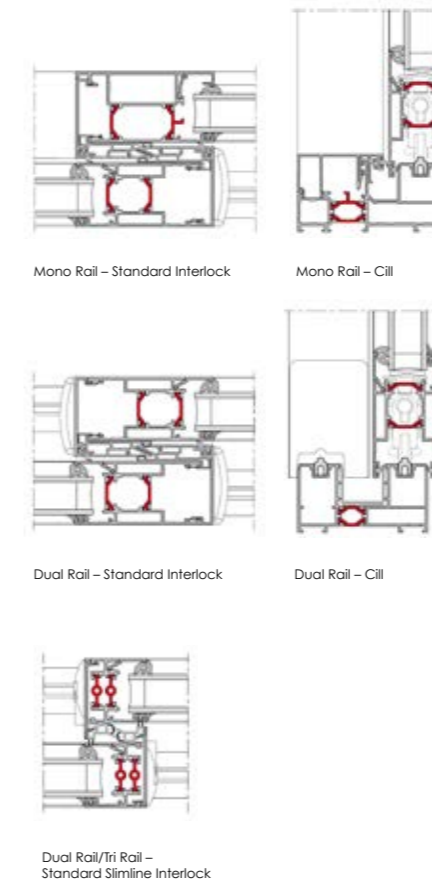 Mono Rail – Standard Interlock
Mono Rail – Cill
Dual Rail – Standard Interlock
Dual Rail – Cill
Dual Rail/Tri Rail –
Standard Slimline Interlock